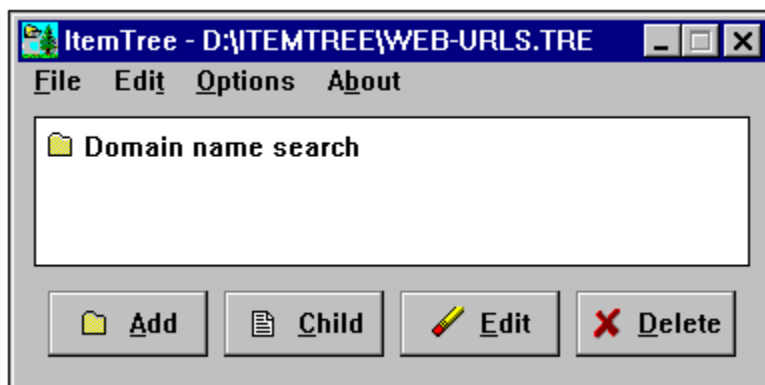 ItemTree - D:\ITEMTREE\WEB-URLS.TRE
File Edit Options About
Domain name search
Add Child Edit Delete